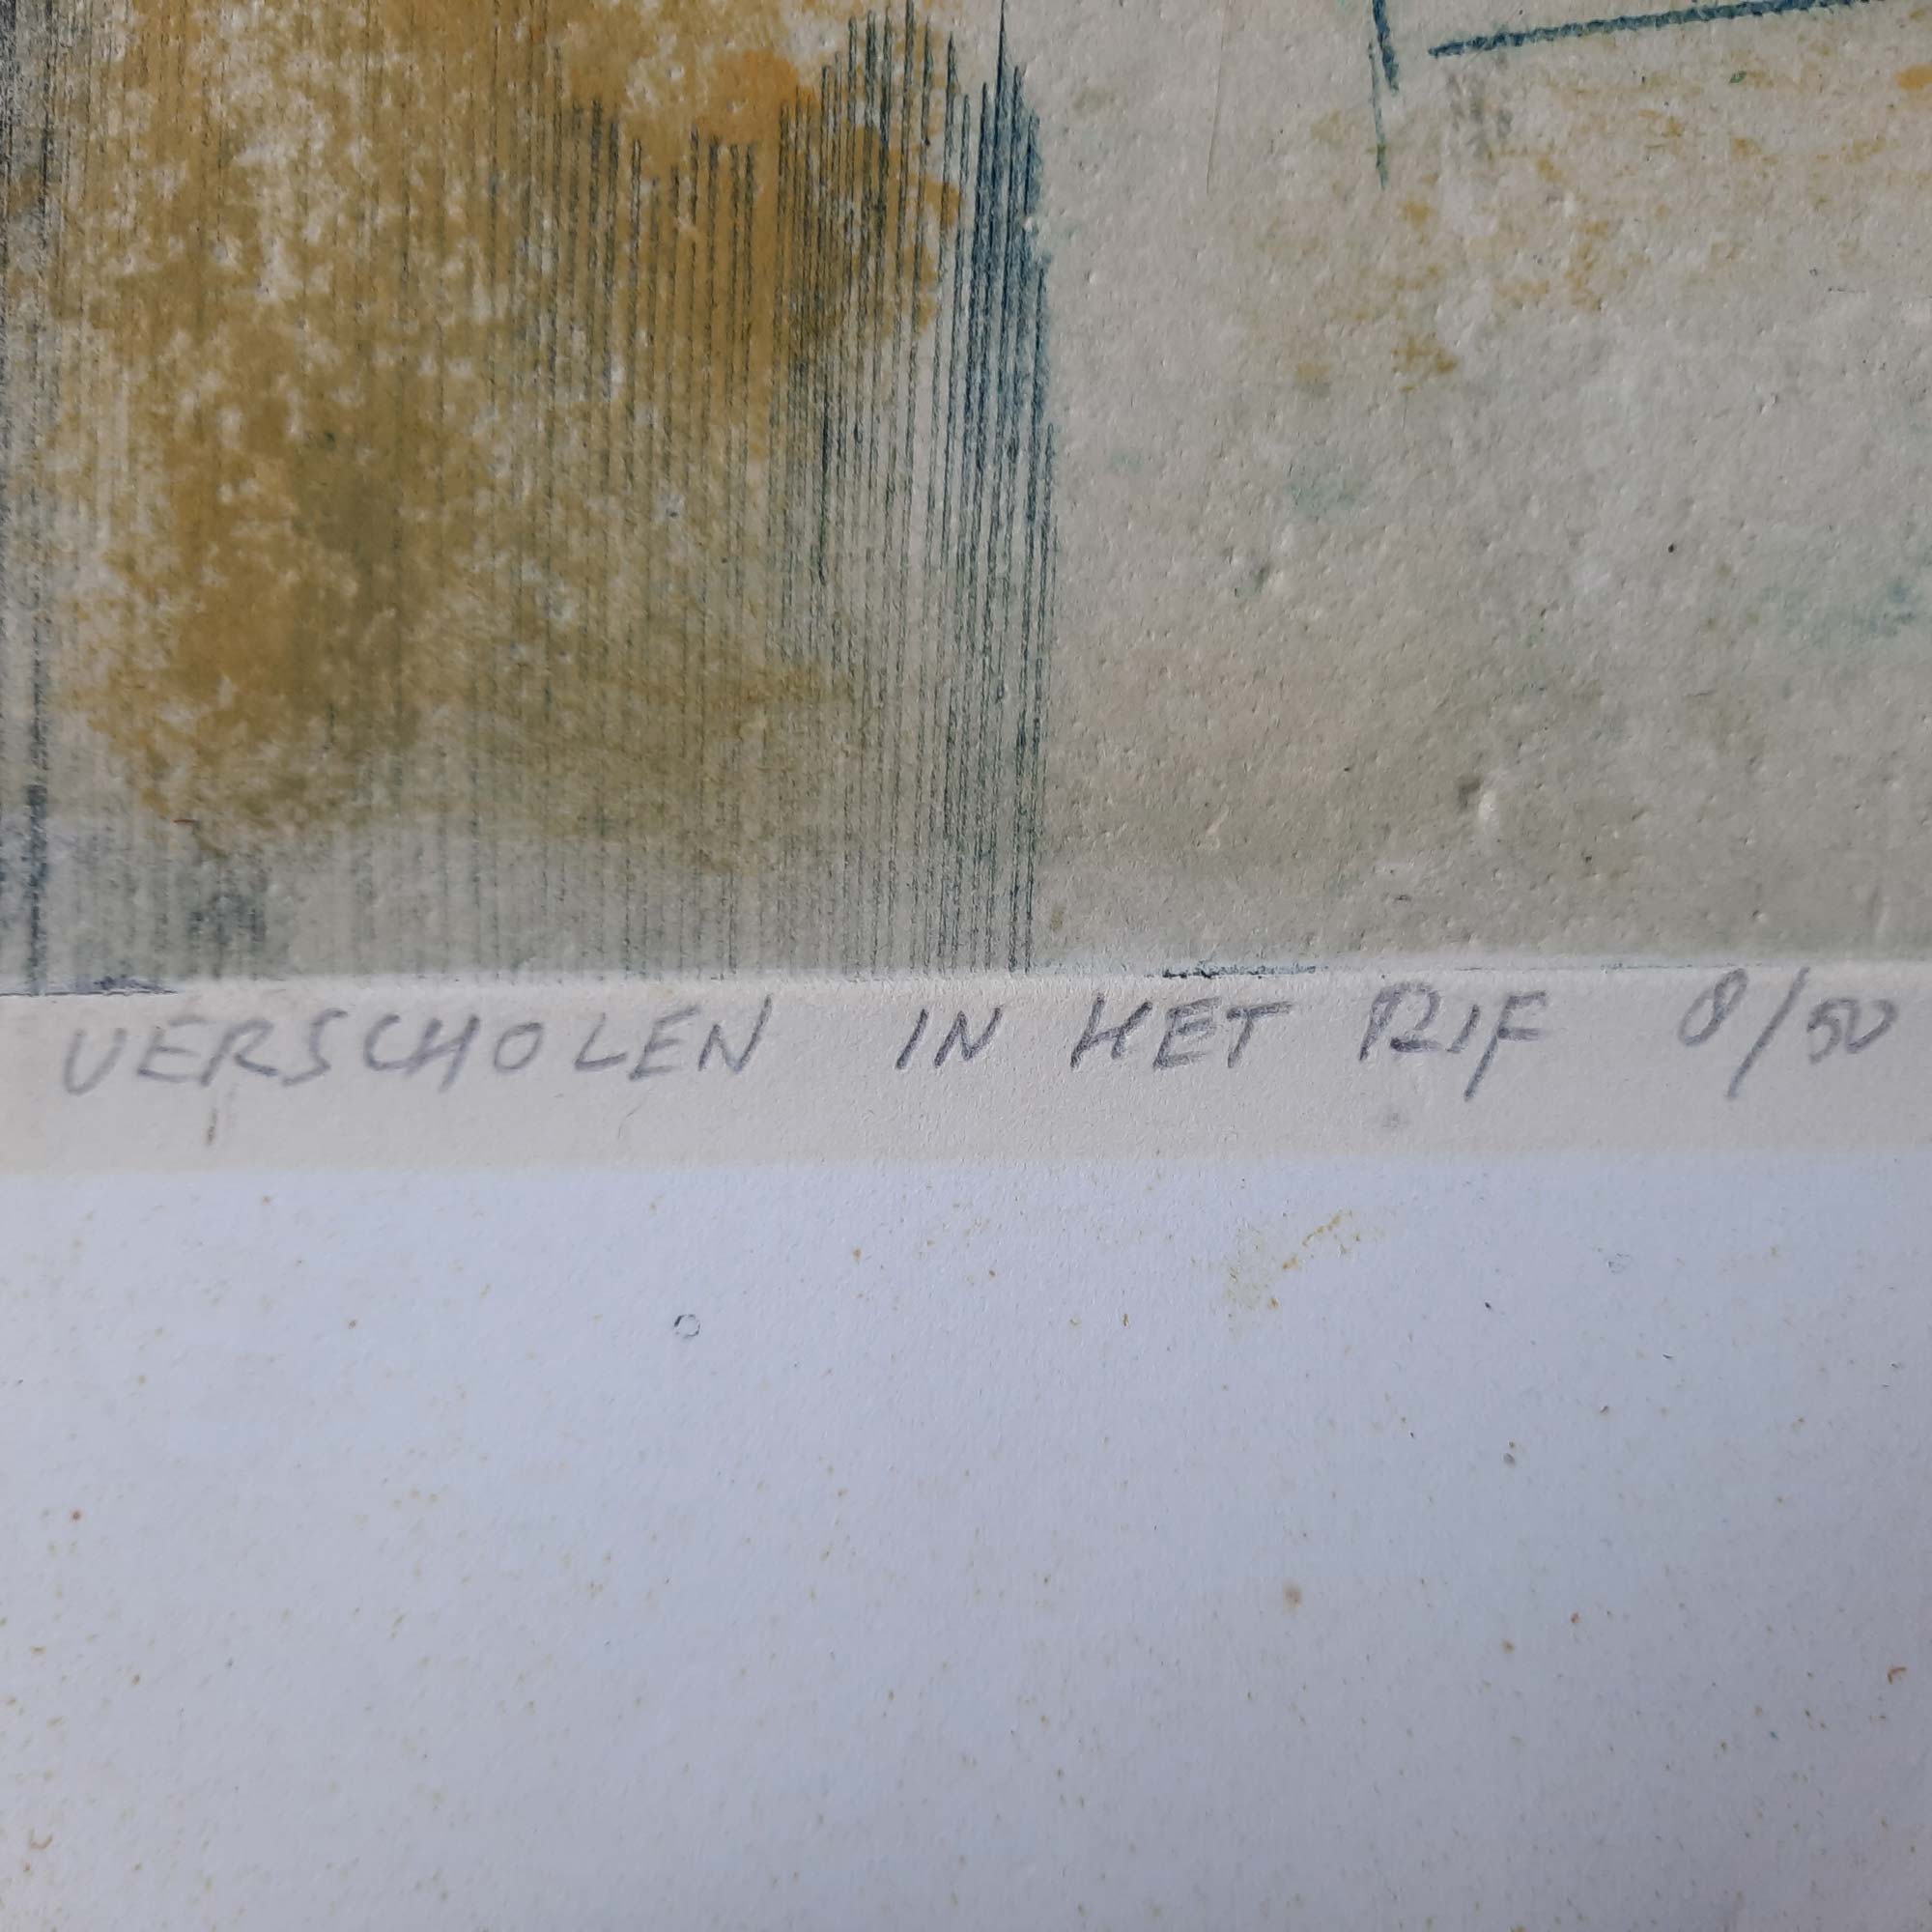 VERSCHOLEN IN HET RIF 8/50